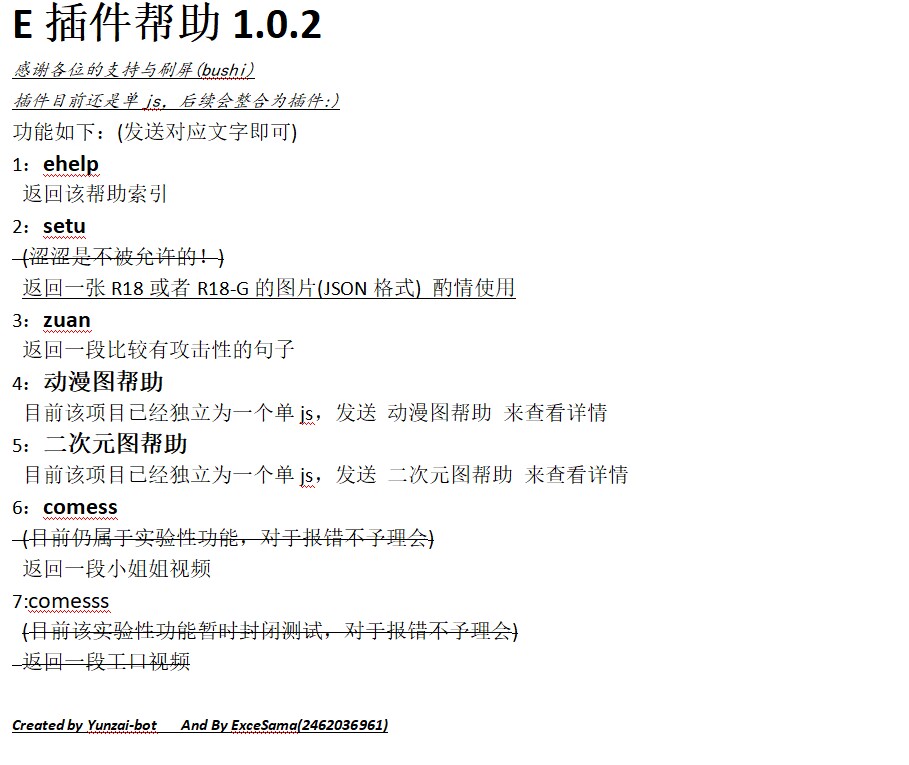 E 插件帮助 1.0.2
感谢各位的支持与刷屏(bushi)
插件目前还是单 js，后续会整合为插件:)
功能如下：(发送对应文字即可)
1：ehelp
返回该帮助索引
2：setu
(涩涩是不被允许的！)
返回一张 R18 或者 R18-G 的图片(JSON 格式) 酌情使用
3：zuan
返回一段比较有攻击性的句子
4：动漫图帮助
目前该项目已经独立为一个单 js，发送 动漫图帮助 来查看详情
5：二次元图帮助
目前该项目已经独立为一个单 js，发送 二次元图帮助 来查看详情
6：comess
(目前仍属于实验性功能，对于报错不予理会)
返回一段小姐姐视频
7:comesss
(目前该实验性功能暂时封闭测试，对于报错不予理会)
返回一段工口视频
Created by Yunzai-bot And By ExceSama(2462036961)